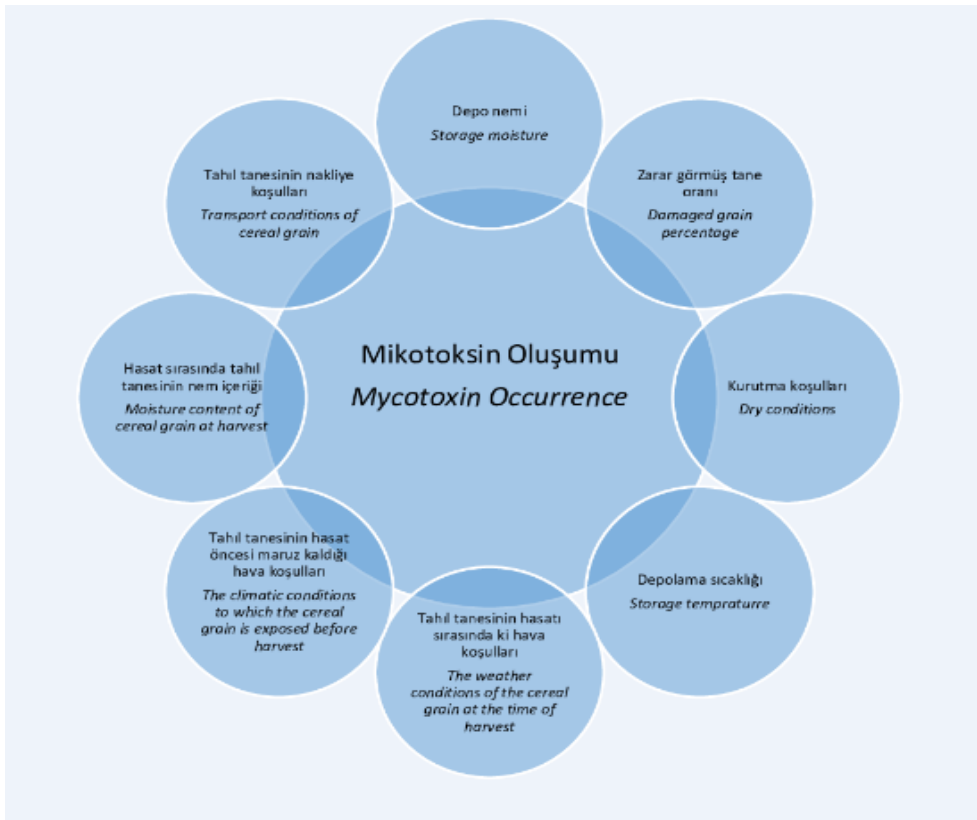 Depo nemi
Storage moisture
Zarar görmüş tane
oranı
Damaged grain
percentage
Kurutma koşulları
Dry conditions
Depolama sıcaklığı
Storage tempraturre
Tahıl tanesinin hasatı
sırasında ki hava
koşulları
The weather
conditions of the cereal
grain at the time of
harvest
Tahıl tanesinin hasat
öncesi maruz kaldığı
hava koşulları
The climatic conditions
to which the cereal
grain is exposed before
harvest
Hasat sırasında tahıl
tanesinin nem içeriği
Moisture content of
cereal grain at harvest
Tahıl tanesinin nakliye
koşulları
Transport conditions of
cereal grain
Mikotoksin Oluşumu
Mycotoxin Occurrence